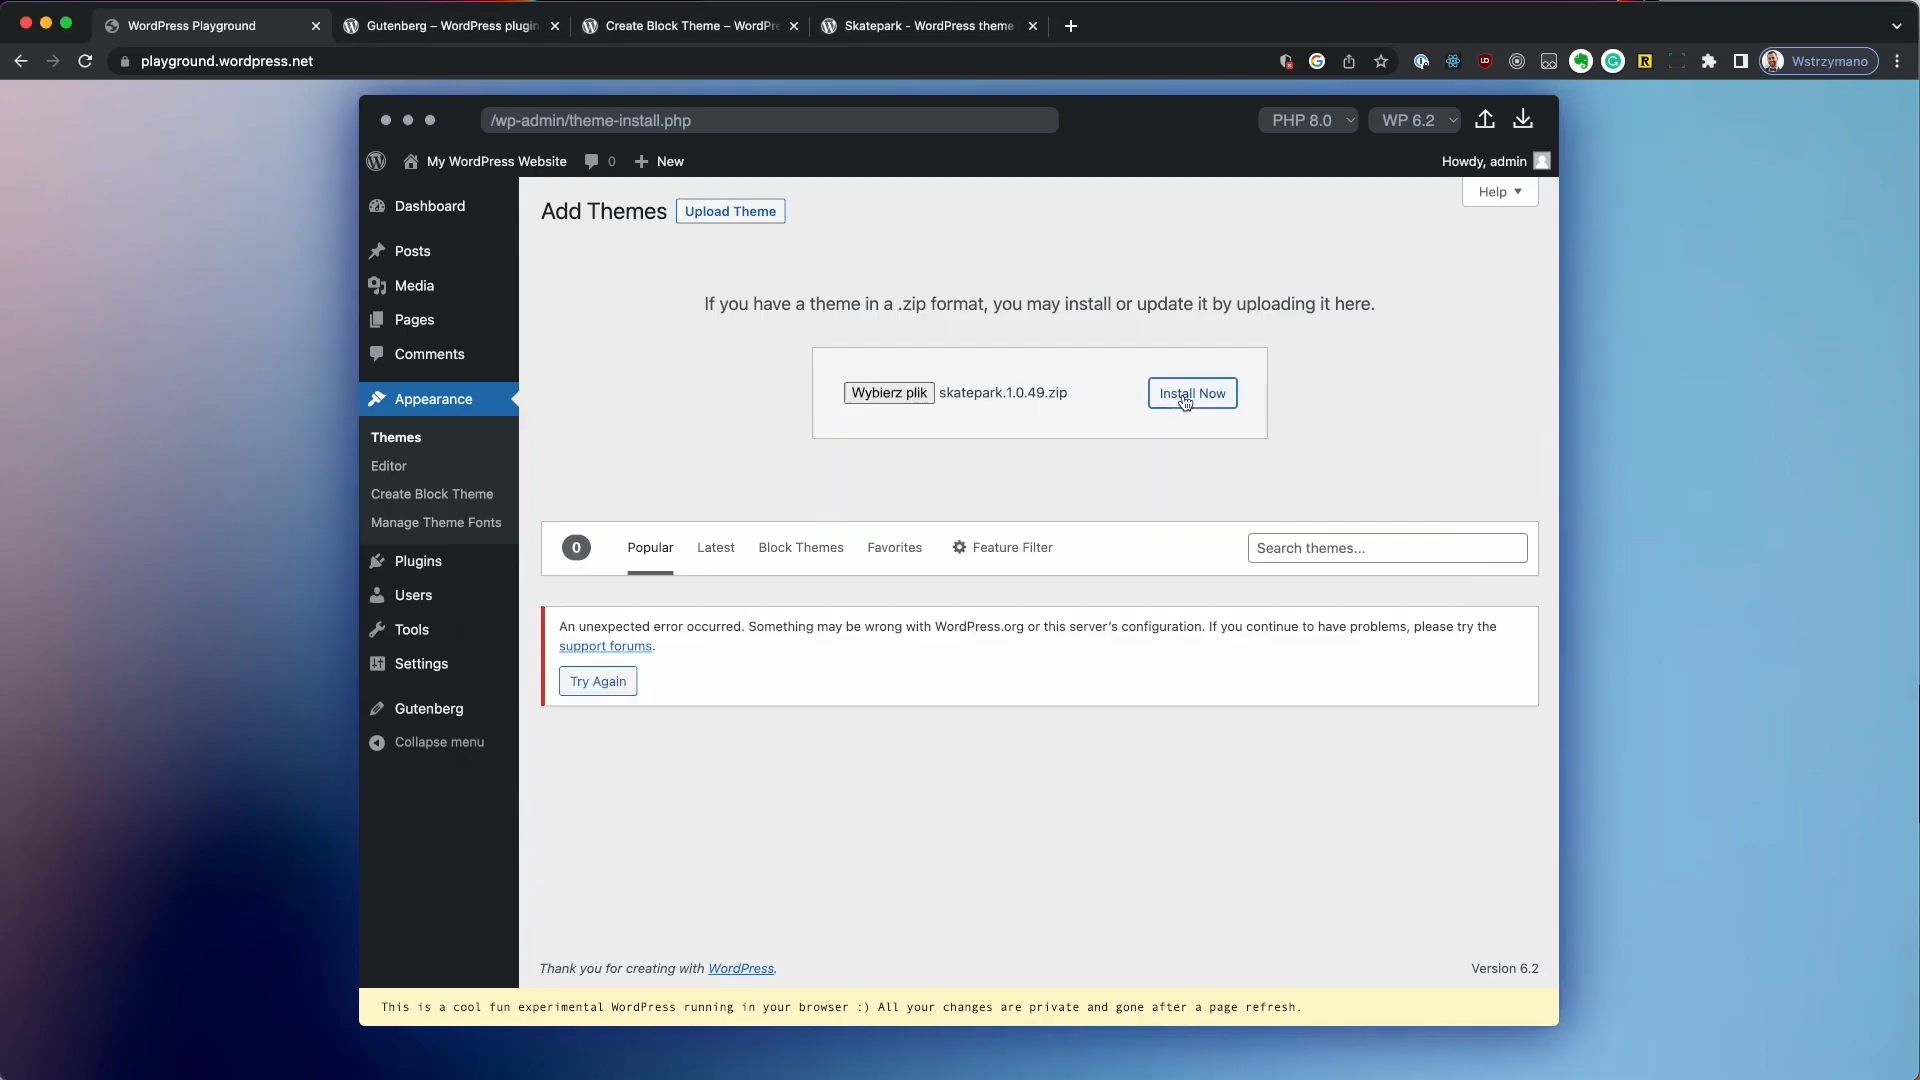 WordPress Playground
Gutenberg – WordPress plugin
Create Block Theme – WordPre
Skatepark - WordPress theme
playground.wordpress.net
Wstrzymano
/wp-admin/theme-install.php
PHP 8.0
WP 6.2
My WordPress Website
0
New
Howdy, admin
Dashboard
Posts
Media
Pages
Comments
Appearance
Themes
Editor
Create Block Theme
Manage Theme Fonts
Plugins
Users
Tools
Settings
Gutenberg
Collapse menu
Help
Add Themes
Upload Theme
If you have a theme in a .zip format, you may install or update it by uploading it here.
Wybierz plik skatepark.1.0.49.zip
Install Now
0
Popular
Latest
Block Themes
Favorites
Feature Filter
Search themes...
An unexpected error occurred. Something may be wrong with WordPress.org or this server's configuration. If you continue to have problems, please try the
support forums.
Try Again
Thank you for creating with WordPress.
Version 6.2
This is a cool fun experimental WordPress running in your browser :) All your changes are private and gone after a page refresh.